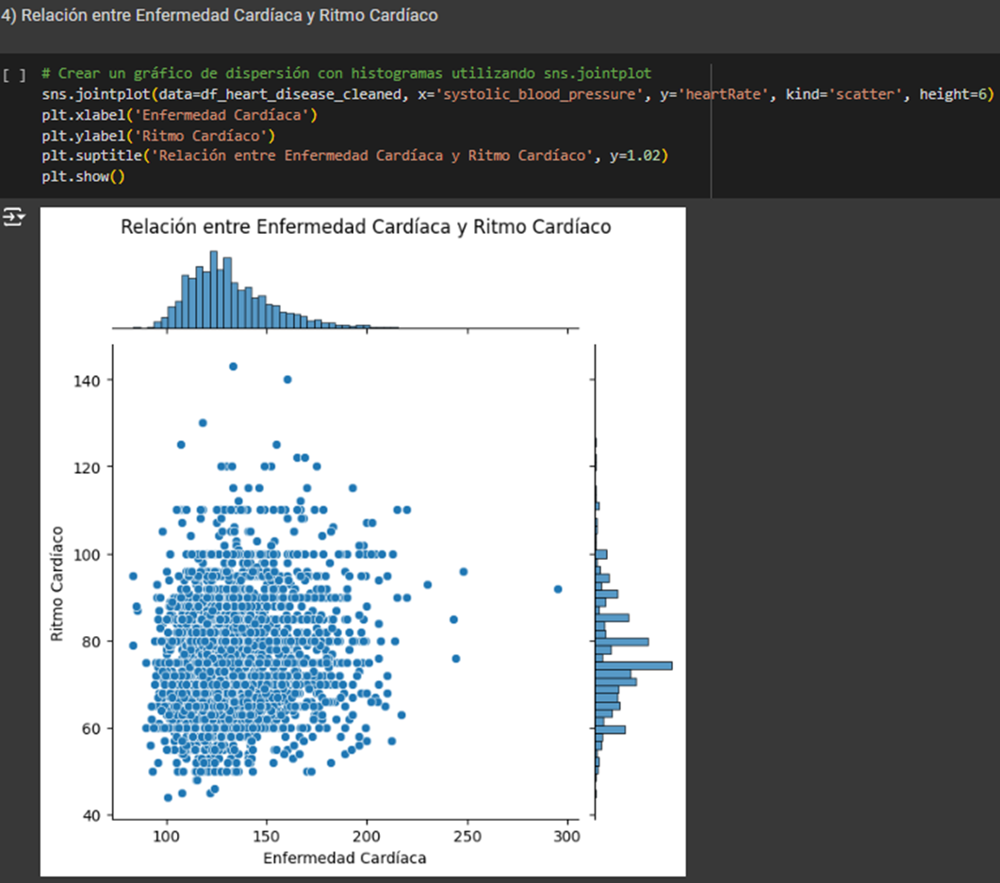 4) Relación entre Enfermedad Cardíaca y Ritmo Cardíaco
[ ] # Crear un gráfico de dispersión con histogramas utilizando sns.jointplot
sns.jointplot(data=df_heart_disease_cleaned, x='systolic_blood_pressure', y='heartRate', kind='scatter', height=6)
plt.xlabel('Enfermedad Cardíaca')
plt.ylabel('Ritmo Cardíaco')
plt.suptitle('Relación entre Enfermedad Cardíaca y Ritmo Cardíaco', y=1.02)
plt.show()
Relación entre Enfermedad Cardíaca y Ritmo Cardíaco
140
120
100
80
60
40
Ritmo Cardíaco
100 150 200 250 300
Enfermedad Cardíaca